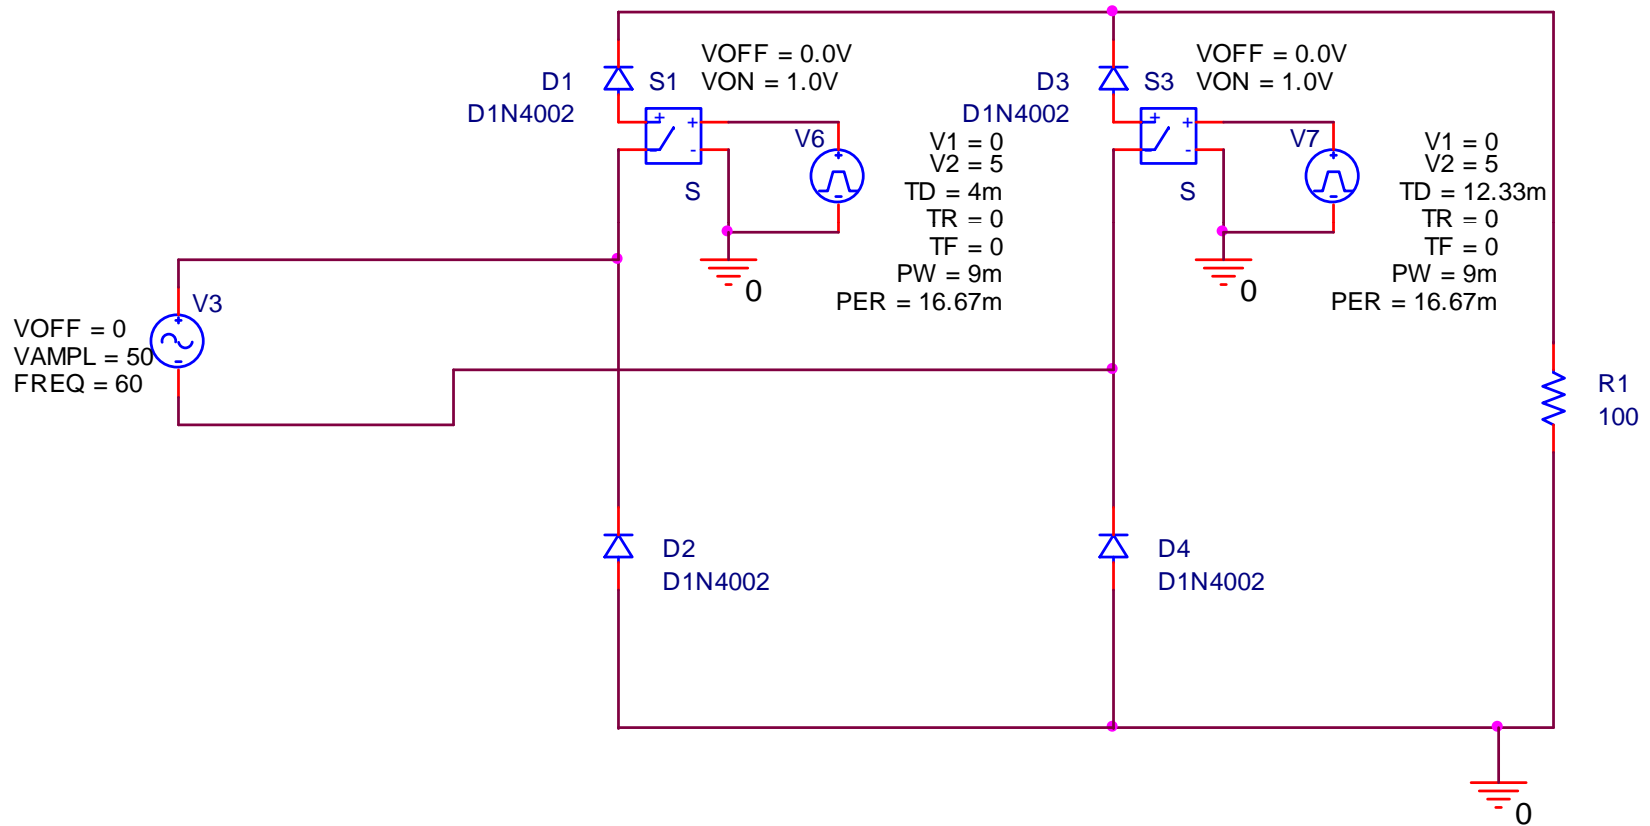 VOFF = 0.0V
VON = 1.0V
D1
S1
D1N4002
+
+
-
S
V6
+
-
V1 = 0
V2 = 5
TD = 4m
TR = 0
TF = 0
PW = 9m
PER = 16.67m
0
VOFF = 0.0V
VON = 1.0V
D3
S3
D1N4002
+
+
-
S
V7
+
-
V1 = 0
V2 = 5
TD = 12.33m
TR = 0
TF = 0
PW = 9m
PER = 16.67m
0
V3
+
-
VOFF = 0
VAMPL = 50
FREQ = 60
R1
100
D2
D1N4002
D4
D1N4002
0